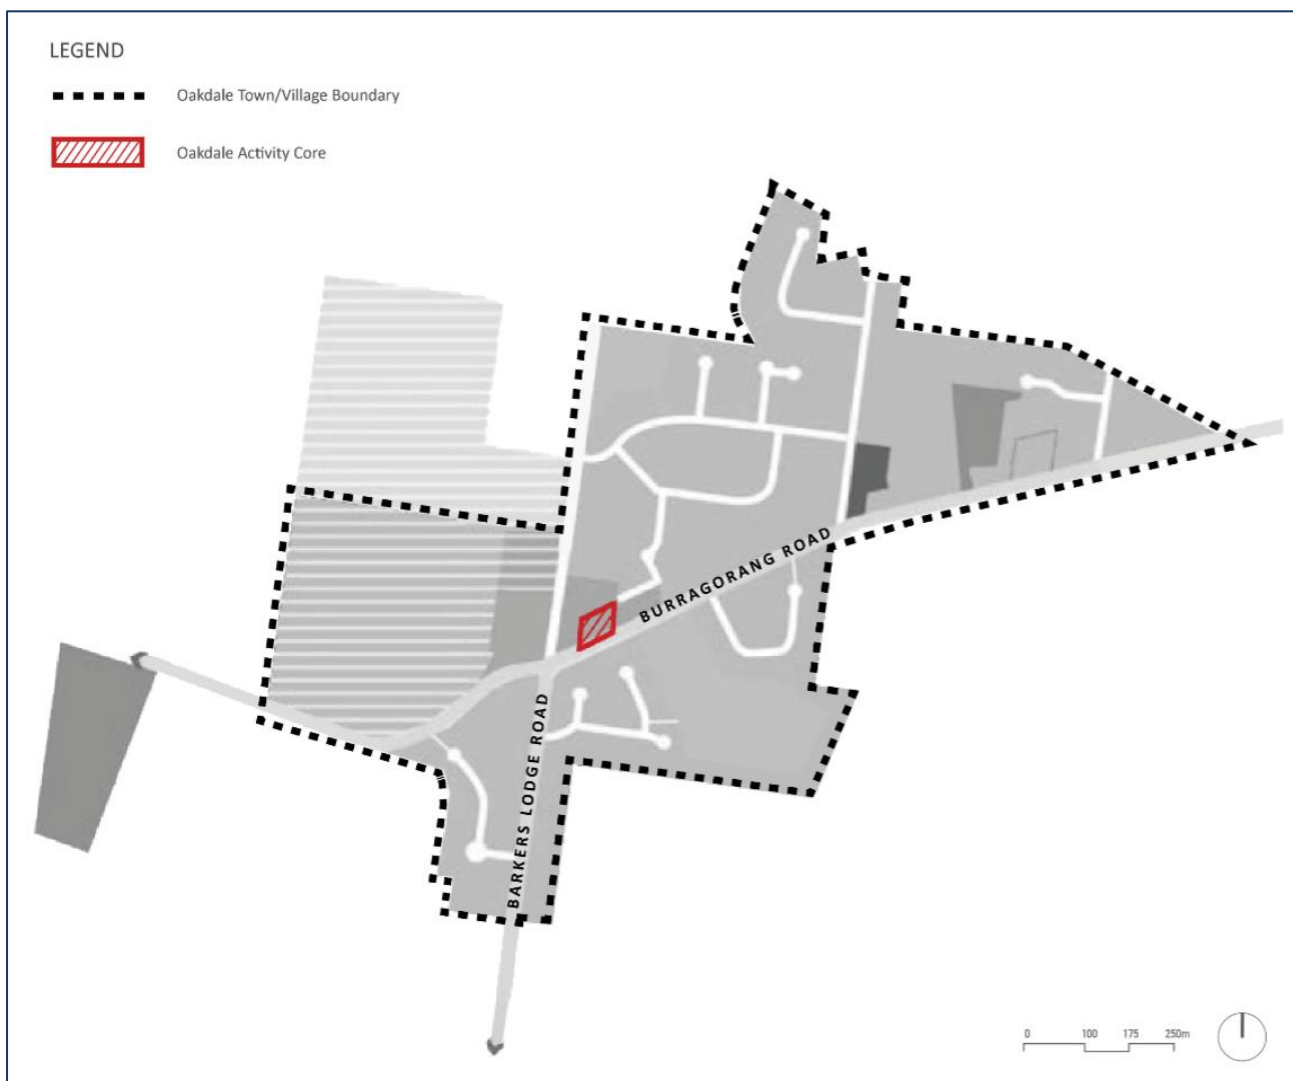 LEGEND
Oakdale Town/Village Boundary
Oakdale Activity Core
BURRAGORANG ROAD
BARKERS LODGE ROAD
0 100 175 250m